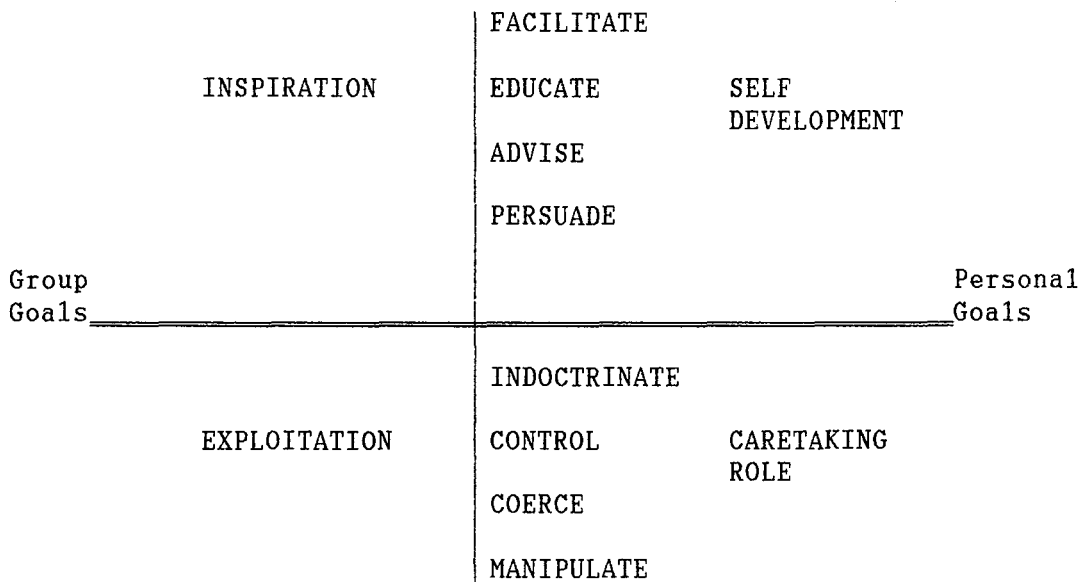 FACILITATE
INSPIRATION EDUCATE SELF
DEVELOPMENT
ADVISE
PERSUADE
Group Personal
Goals Goals
INDOCTRINATE
EXPLOITATION CONTROL CARETAKING
ROLE
COERCE
MANIPULATE